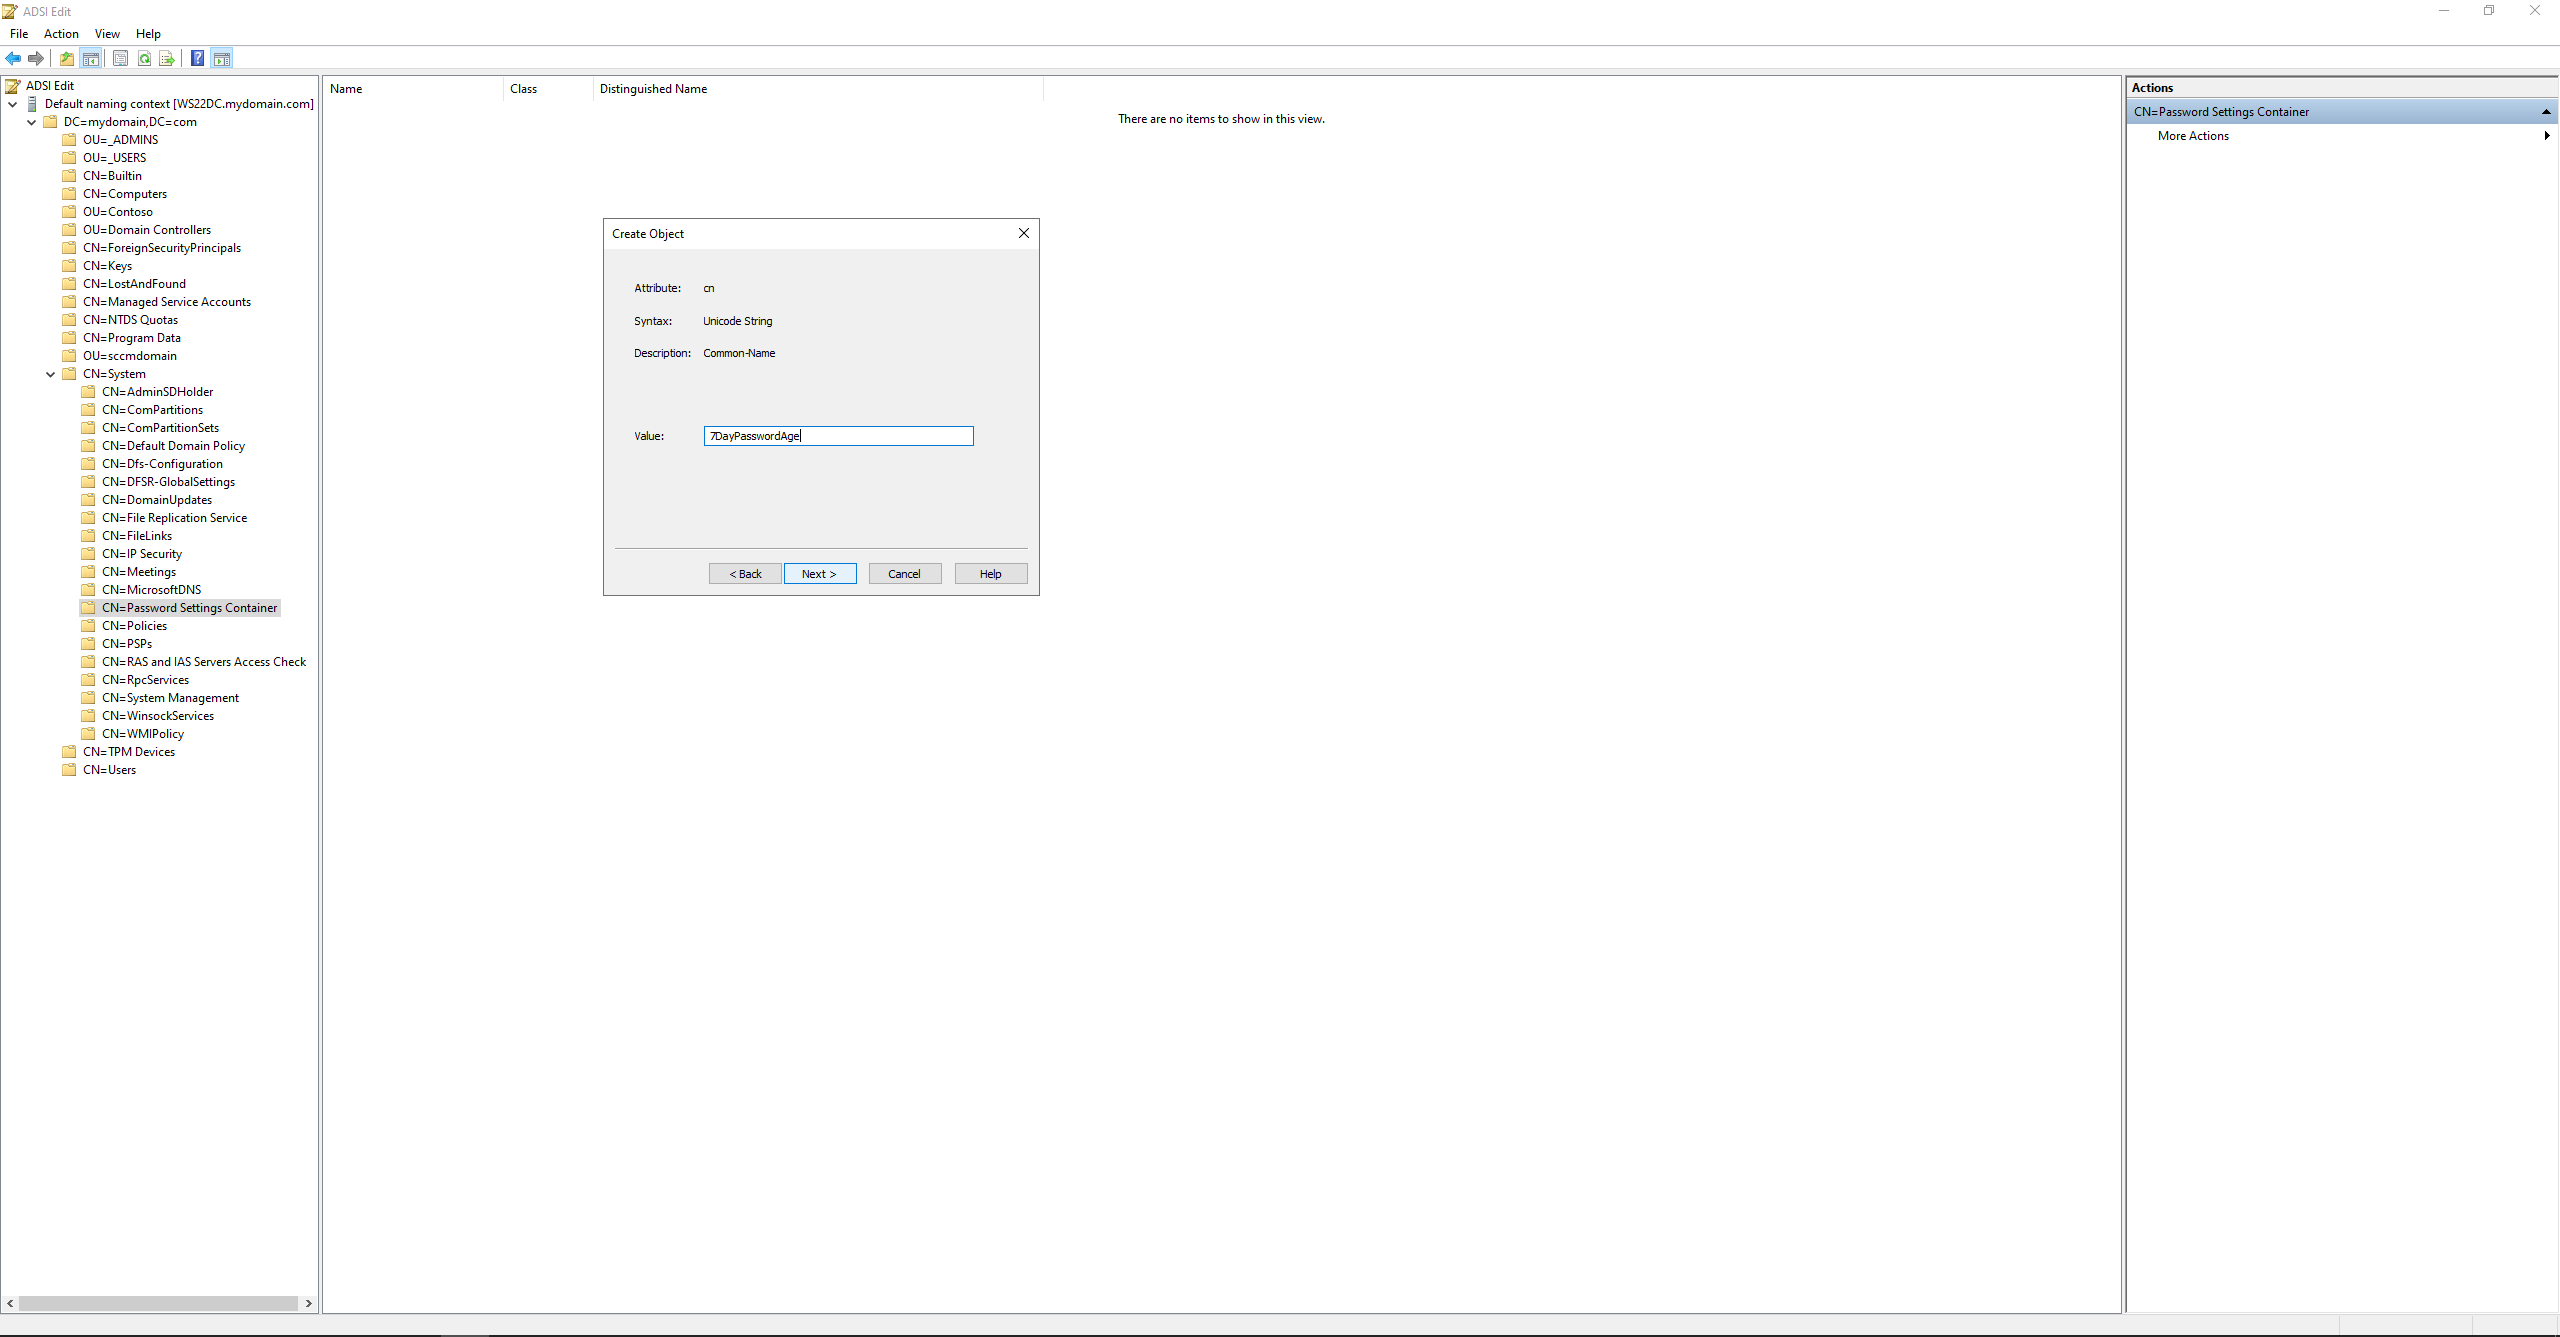 ADSI Edit
File Action View Help
ADSI Edit
Default naming context [WS22DC.mydomain.com]
DC=mydomain,DC=com
OU=_ADMINS
OU=_USERS
CN=Builtin
CN=Computers
OU=Contoso
OU=Domain Controllers
CN=ForeignSecurityPrincipals
CN=Keys
CN=LostAndFound
CN=Managed Service Accounts
CN=NTDS Quotas
CN=Program Data
OU=sccmdomain
CN=System
CN=AdminSDHolder
CN=ComPartitions
CN=ComPartitionSets
CN=Default Domain Policy
CN=Dfs-Configuration
CN=DFSR-GlobalSettings
CN=DomainUpdates
CN=File Replication Service
CN=FileLinks
CN=IP Security
CN=Meetings
CN=MicrosoftDNS
CN=Password Settings Container
CN=Policies
CN=PSPs
CN=RAS and IAS Servers Access Check
CN=RpcServices
CN=System Management
CN=WinsockServices
CN=WMIPolicy
CN=TPM Devices
CN=Users
Name Class Distinguished Name
There are no items to show in this view.
Create Object
Attribute: cn
Syntax: Unicode String
Description: Common-Name
Value: 7DayPasswordAge
< Back Next > Cancel Help
Actions
CN=Password Settings Container
More Actions